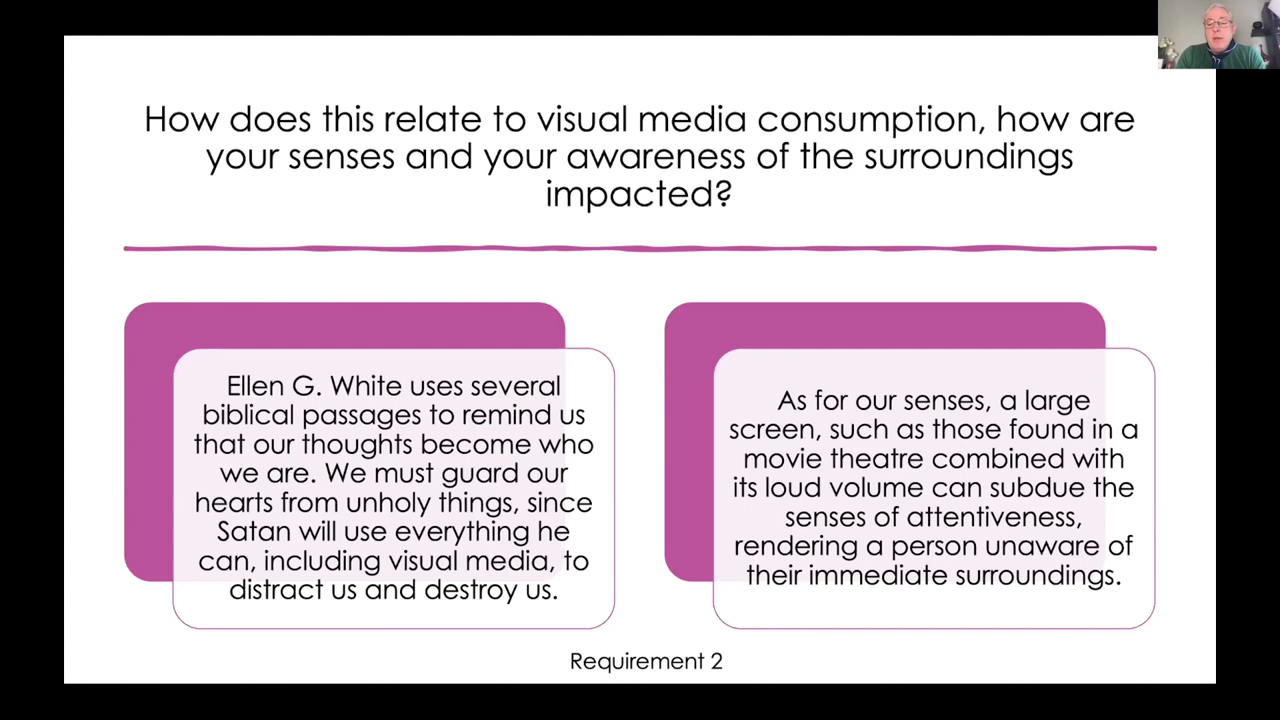 How does this relate to visual media consumption, how are
your senses and your awareness of the surroundings
impacted?
Ellen G. White uses several
biblical passages to remind us
that our thoughts become who
we are. We must guard our
hearts from unholy things, since
Satan will use everything he
can, including visual media, to
distract us and destroy us.
As for our senses, a large
screen, such as those found in a
movie theatre combined with
its loud volume can subdue the
senses of attentiveness,
rendering a person unaware of
their immediate surroundings.
Requirement 2